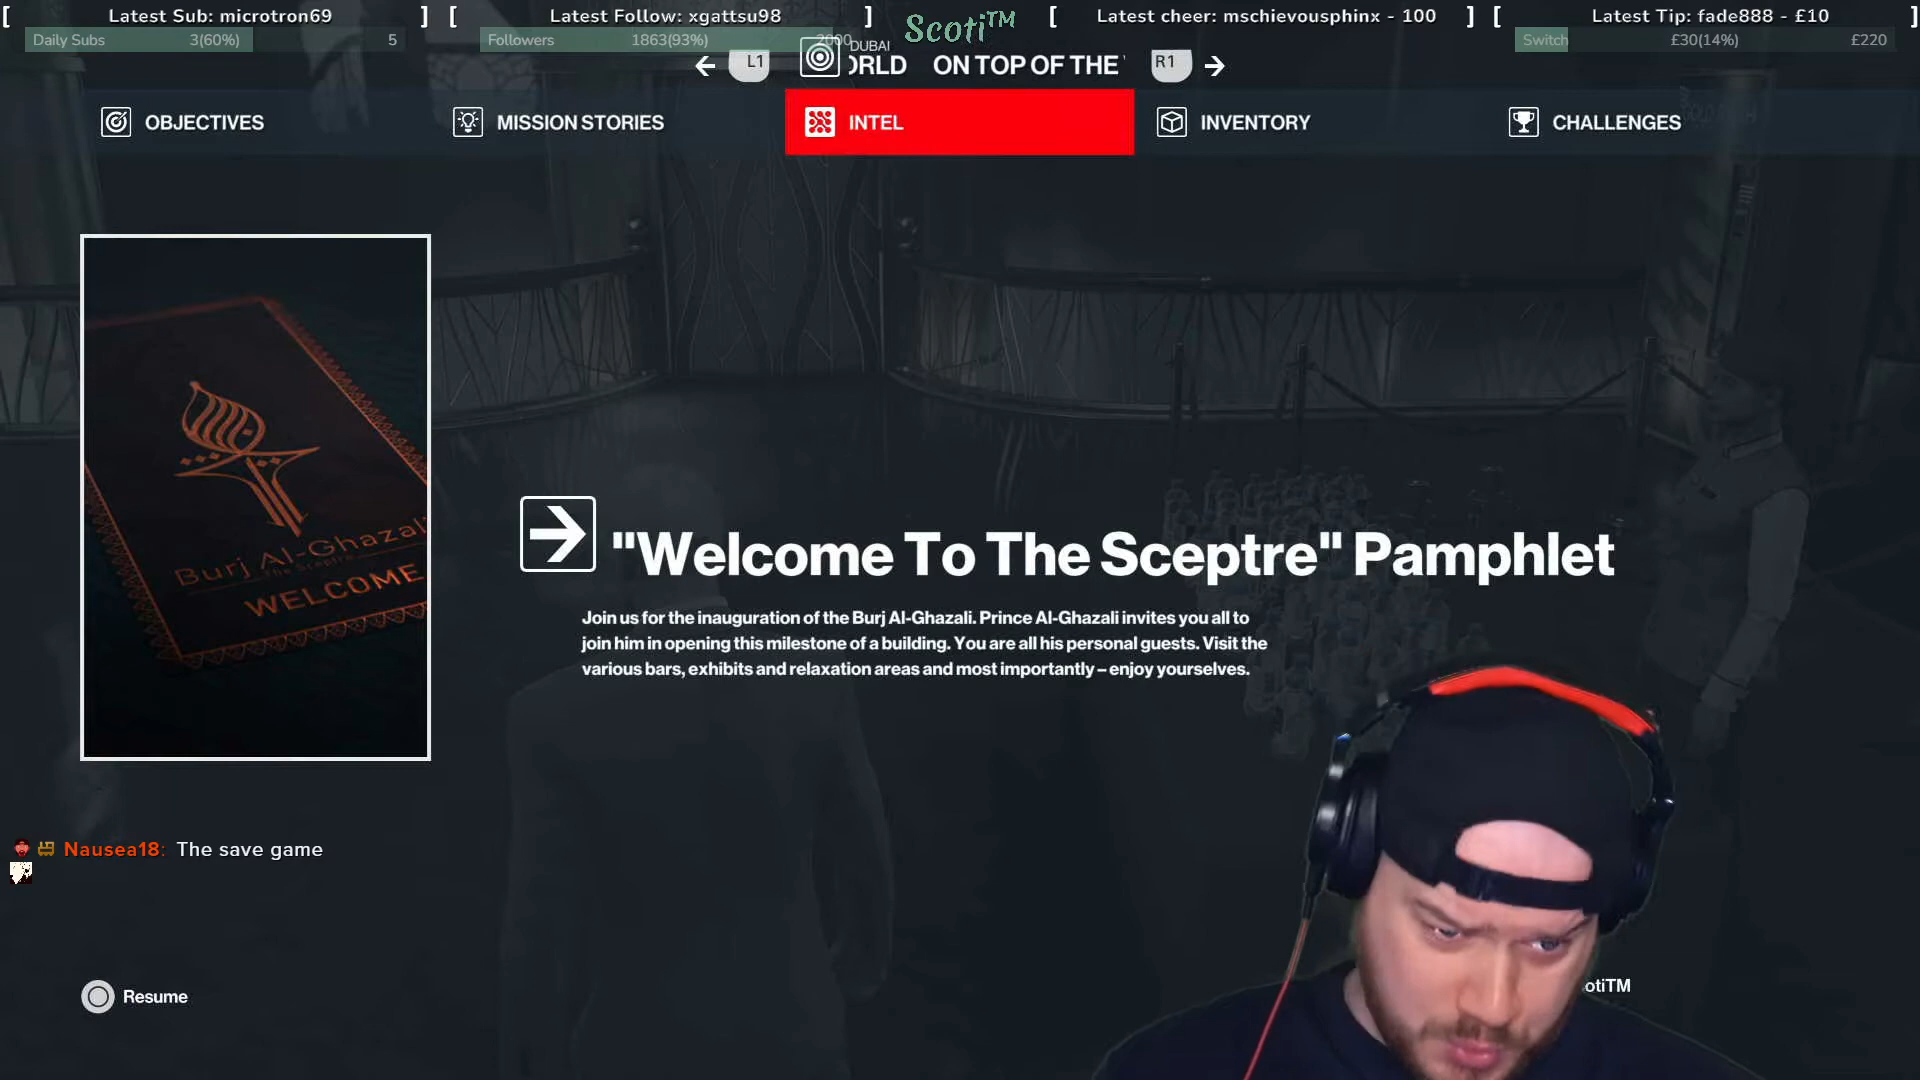 [ Latest Sub: microtron69 ]
[ Latest Follow: xgattsu98 ]
Scoti™
[ Latest cheer: mschievousphinx - 100 ]
[ Latest Tip: fade888 - £10 ]
Daily Subs 3(60%) 5
Followers 1863(93%) 2000
Switch £30(14%) £220
DUBAI
L1 ORLD ON TOP OF THE R1
OBJECTIVES
MISSION STORIES
INTEL
INVENTORY
CHALLENGES
Burj Al-Ghazali
The Sceptre
WELCOME
"Welcome To The Sceptre" Pamphlet
Join us for the inauguration of the Burj Al-Ghazali. Prince Al-Ghazali invites you all to
join him in opening this milestone of a building. You are all his personal guests. Visit the
various bars, exhibits and relaxation areas and most importantly – enjoy yourselves.
Nausea18: The save game
Resume
otiTM